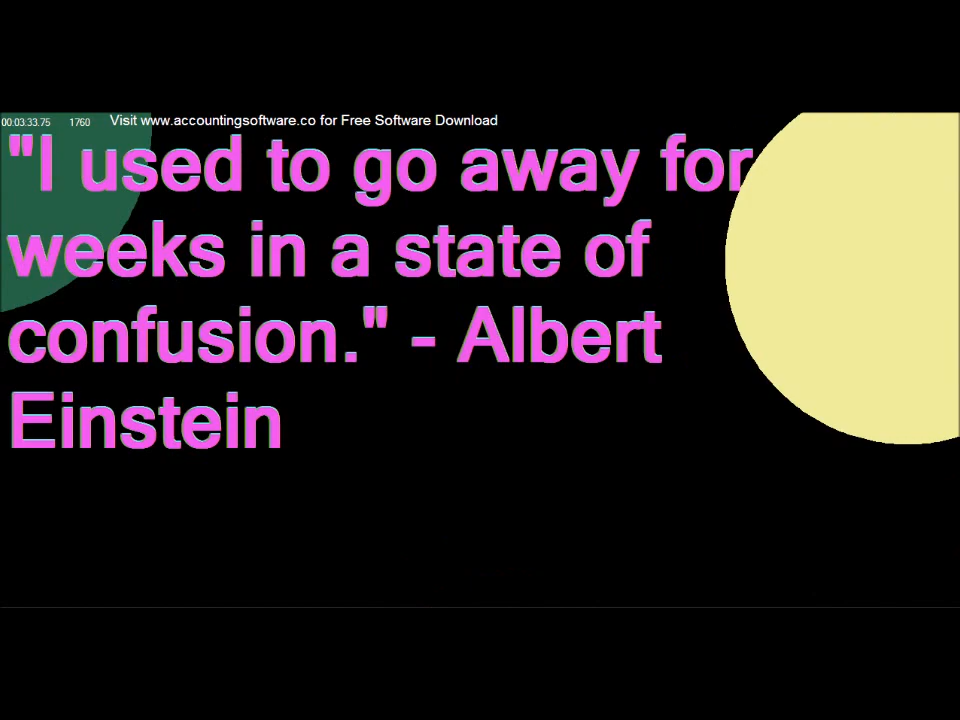 00:03:33.75 1760 Visit www.accountingsoftware.co for Free Software Download
"I used to go away for
weeks in a state of
confusion." - Albert
Einstein